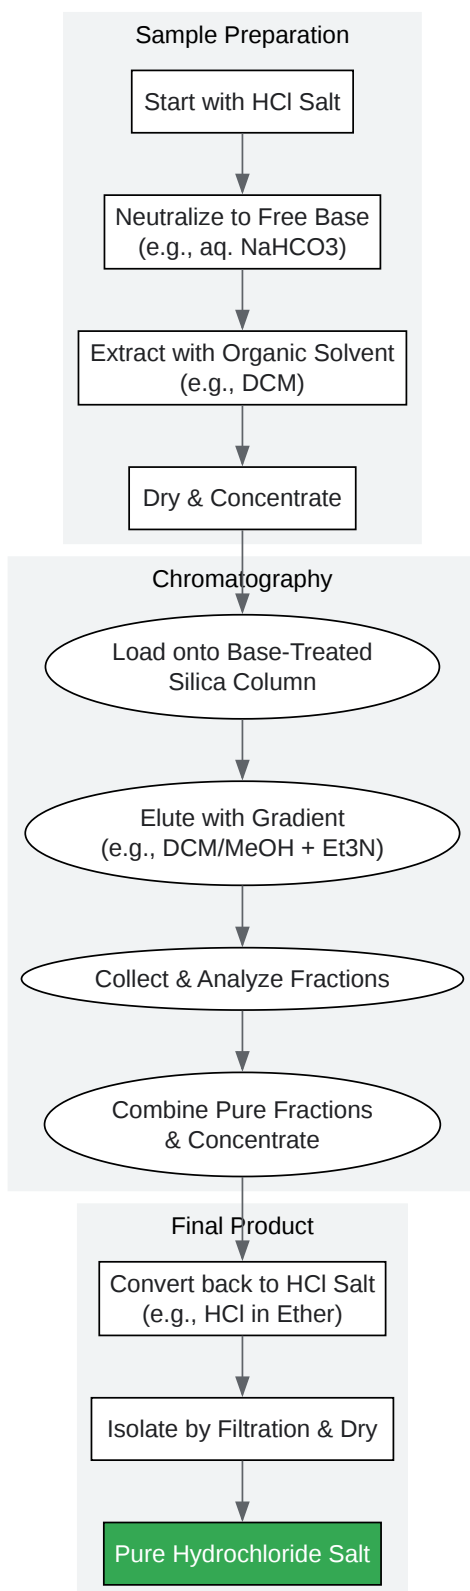 Sample Preparation
Start with HCl Salt
Neutralize to Free Base
(e.g., aq. NaHCO3)
Extract with Organic Solvent
(e.g., DCM)
Dry & Concentrate
Chromatography
Load onto Base-Treated
Silica Column
Elute with Gradient
(e.g., DCM/MeOH + Et3N)
Collect & Analyze Fractions
Combine Pure Fractions
& Concentrate
Final Product
Convert back to HCl Salt
(e.g., HCl in Ether)
Isolate by Filtration & Dry
Pure Hydrochloride Salt